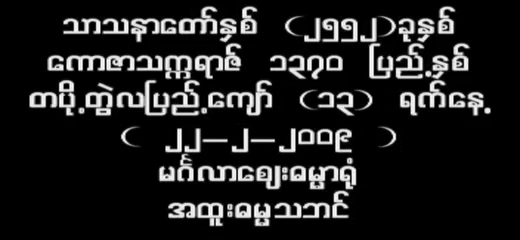 သာသနာတော်နှစ် (၂၅၅၂)ခုနှစ်
ကောဇာသက္ကရာဇ် ၁၃၇၀ ပြည့်နှစ်
တပို့တွဲလပြည့်ကျော် (၁၃) ရက်နေ့
( ၂၂–၂–၂၀၀၉ )
မင်္ဂလာဈေးဓမ္မာရုံ
အထူးဓမ္မသဘင်